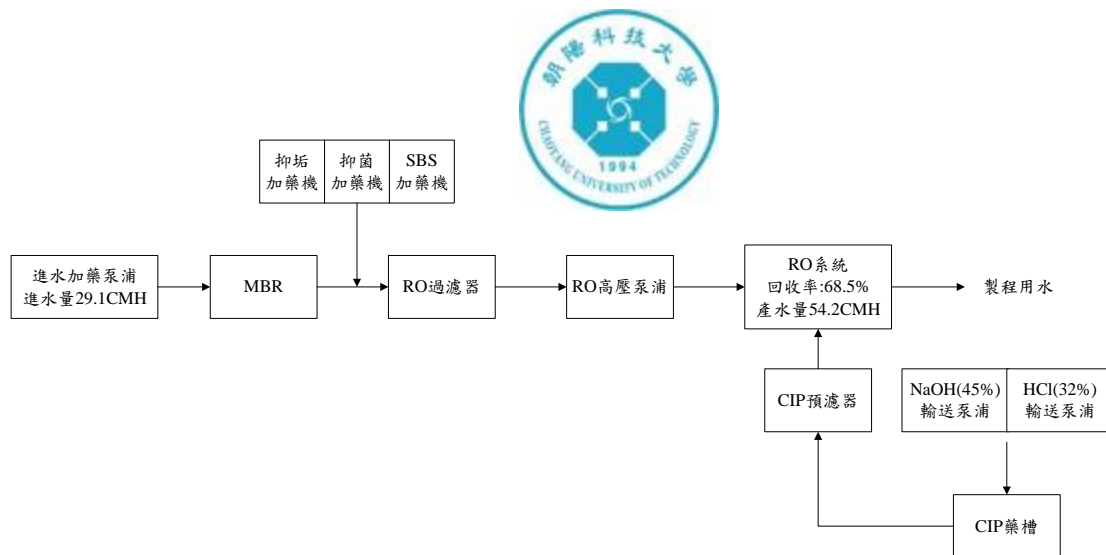 朝陽科技大學
CHAOYANG UNIVERSITY OF TECHNOLOGY
1994
抑垢
加藥機
抑菌
加藥機
SBS
加藥機
進水加藥泵浦
進水量29.1CMH
MBR
RO過濾器
RO高壓泵浦
RO系統
回收率:68.5%
產水量54.2CMH
製程用水
CIP預濾器
NaOH(45%)
輸送泵浦
HCl(32%)
輸送泵浦
CIP藥槽